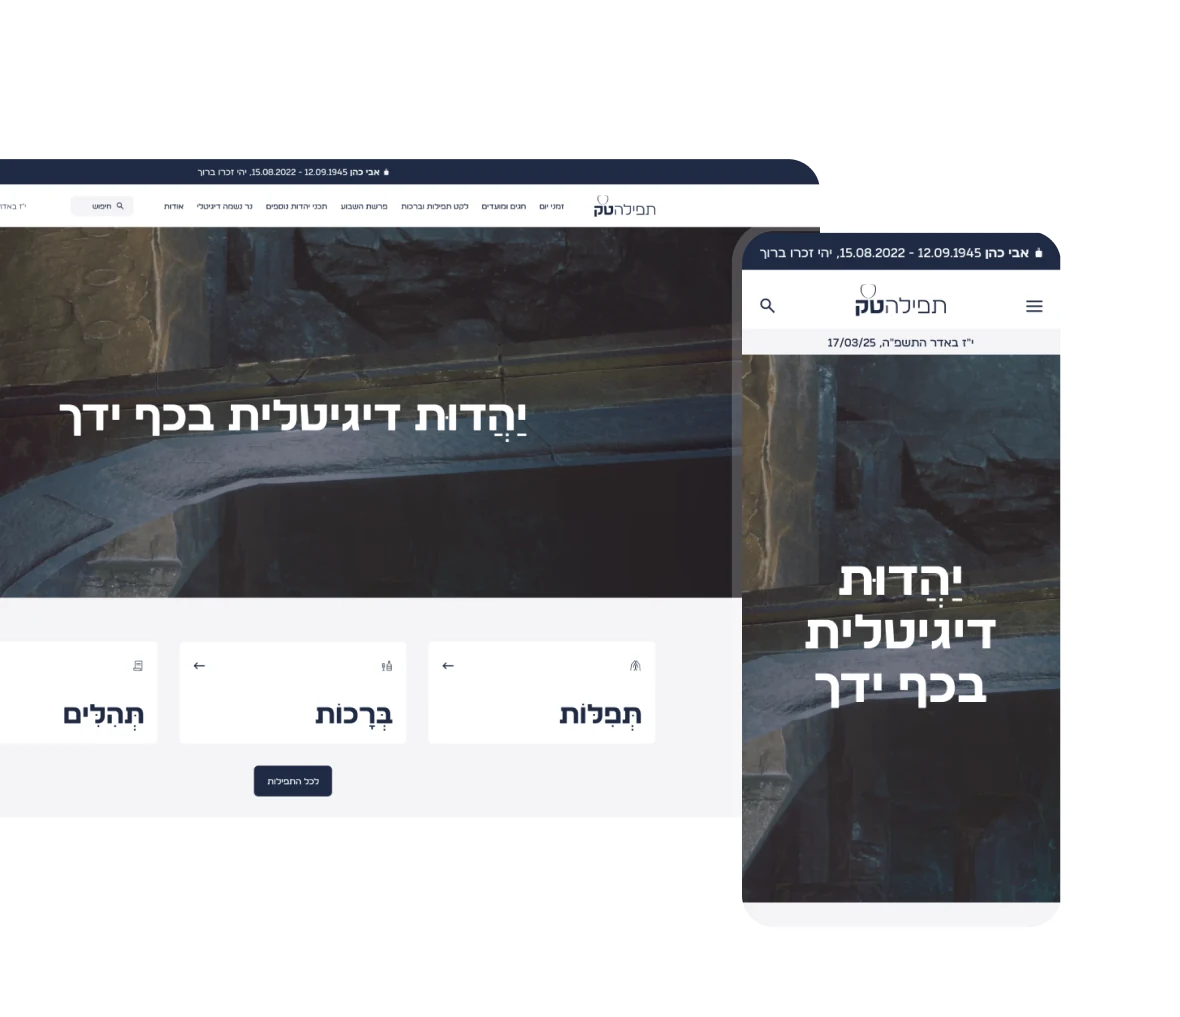 אבי כהן 12.09.1945 - 15.08.2022, יהי זכרו ברוך
תפילהטק
זמני יום
חגים ומועדים
לקט תפילות וברכות
פרשת השבוע
תכני יהדות נוספים
נר נשמה דיגיטלי
אודות
חיפוש
י"ז באדר
יַהֲדוּת דיגיטלית בכף ידך
תְּפִלּוֹת
בְּרָכוֹת
תְּהִלִּים
לכל התפילות
אבי כהן 12.09.1945 - 15.08.2022, יהי זכרו ברוך
תפילהטק
י"ז באדר התשפ"ה, 17/03/25
יַהֲדוּת
דיגיטלית
בכף ידך